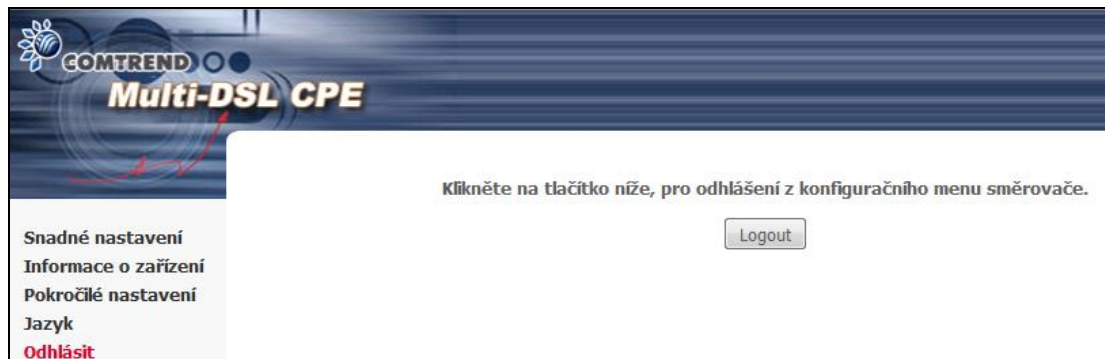 COMTREND
Multi-DSL CPE
Klikněte na tlačítko níže, pro odhlášení z konfiguračního menu směrovače.
Logout
Snadné nastavení
Informace o zařízení
Pokročilé nastavení
Jazyk
Odhlásit